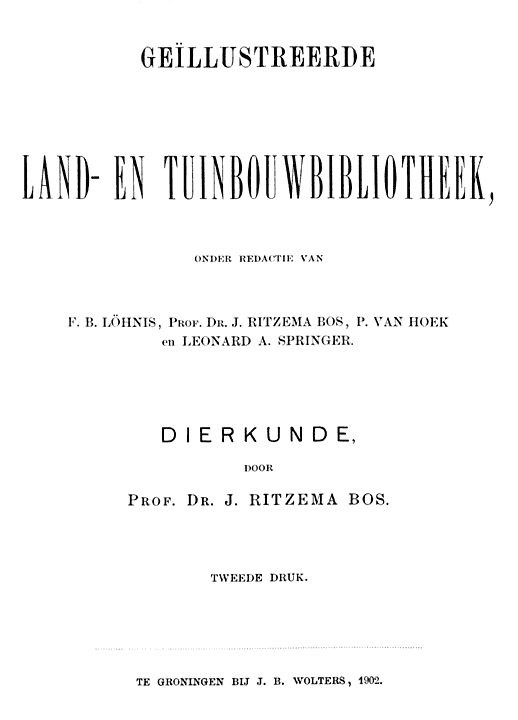 GEÏLLUSTREERDE
LAND- EN TUINBOUWBIBLIOTHEEK,
ONDER REDACTIE VAN
F. B. LÖHNIS, PROF. DR. J. RITZEMA BOS, P. VAN HOEK
en LEONARD A. SPRINGER.
DIERKUNDE,
DOOR
PROF. DR. J. RITZEMA BOS.
TWEEDE DRUK.
TE GRONINGEN BIJ J. B. WOLTERS, 1902.